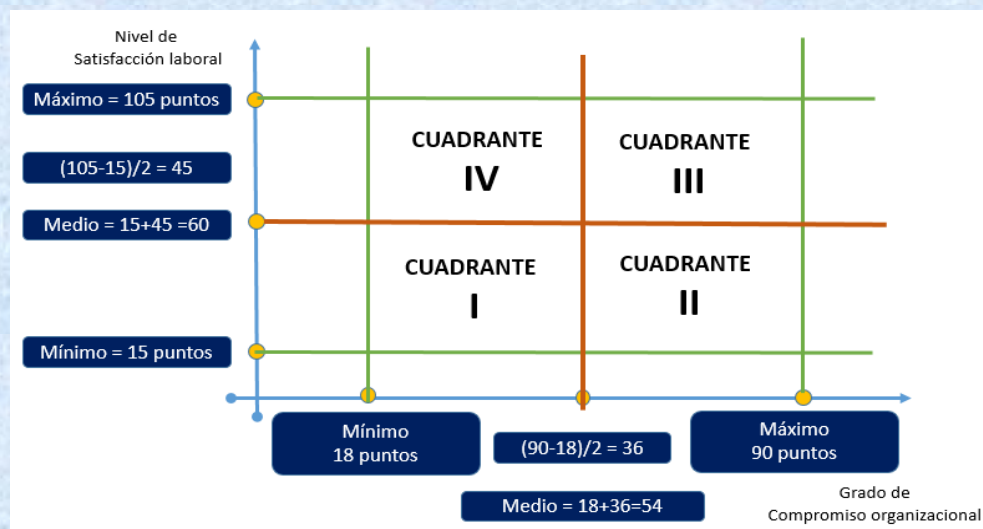 Nivel de
Satisfacción laboral
Máximo = 105 puntos
(105-15)/2 = 45
Medio = 15+45 =60
Mínimo = 15 puntos
CUADRANTE
IV
CUADRANTE
III
CUADRANTE
I
CUADRANTE
II
Mínimo
18 puntos
(90-18)/2 = 36
Máximo
90 puntos
Medio = 18+36=54
Grado de
Compromiso organizacional